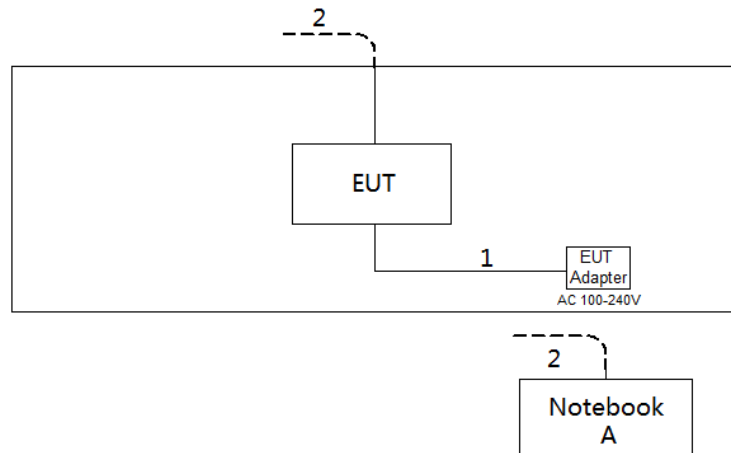 2
EUT
1
EUT
Adapter
AC 100-240V
2
Notebook
A